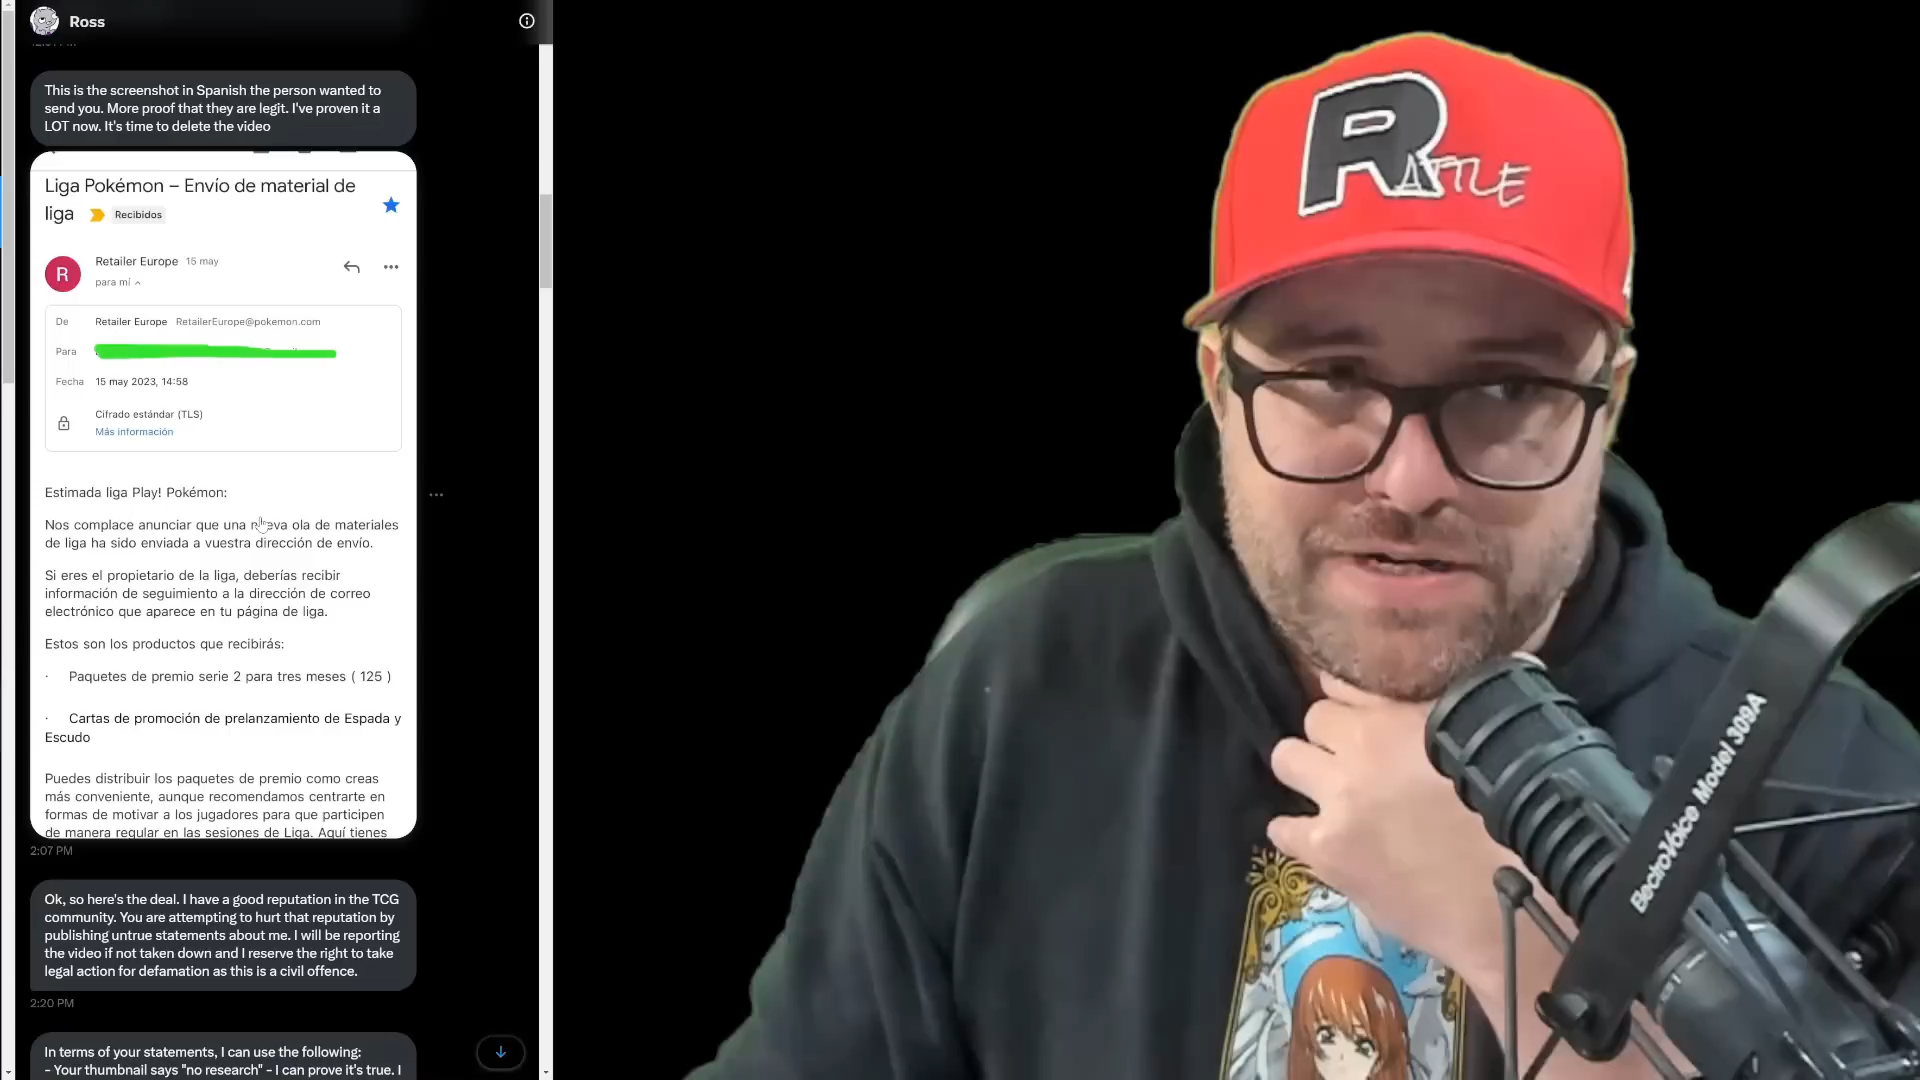 Ross
This is the screenshot in Spanish the person wanted to
send you. More proof that they are legit. I've proven it a
LOT now. It's time to delete the video
Liga Pokémon – Envío de material de
liga Recibidos
R
Retailer Europe 15 may
para mí
De Retailer Europe RetailerEurope@pokemon.com
Para
Fecha 15 may 2023, 14:58
Cifrado estándar (TLS)
Más información
Estimada liga Play! Pokémon:
Nos complace anunciar que una nueva ola de materiales
de liga ha sido enviada a vuestra dirección de envío.
Si eres el propietario de la liga, deberías recibir
información de seguimiento a la dirección de correo
electrónico que aparece en tu página de liga.
Estos son los productos que recibirás:
· Paquetes de premio serie 2 para tres meses ( 125 )
· Cartas de promoción de prelanzamiento de Espada y
Escudo
Puedes distribuir los paquetes de premio como creas
más conveniente, aunque recomendamos centrarte en
formas de motivar a los jugadores para que participen
de manera regular en las sesiones de Liga. Aquí tienes
2:07 PM
Ok, so here's the deal. I have a good reputation in the TCG
community. You are attempting to hurt that reputation by
publishing untrue statements about me. I will be reporting
the video if not taken down and I reserve the right to take
legal action for defamation as this is a civil offence.
2:20 PM
In terms of your statements, I can use the following:
- Your thumbnail says "no research" - I can prove it's true. I
RATTLE
ElectroVoice Model 309A